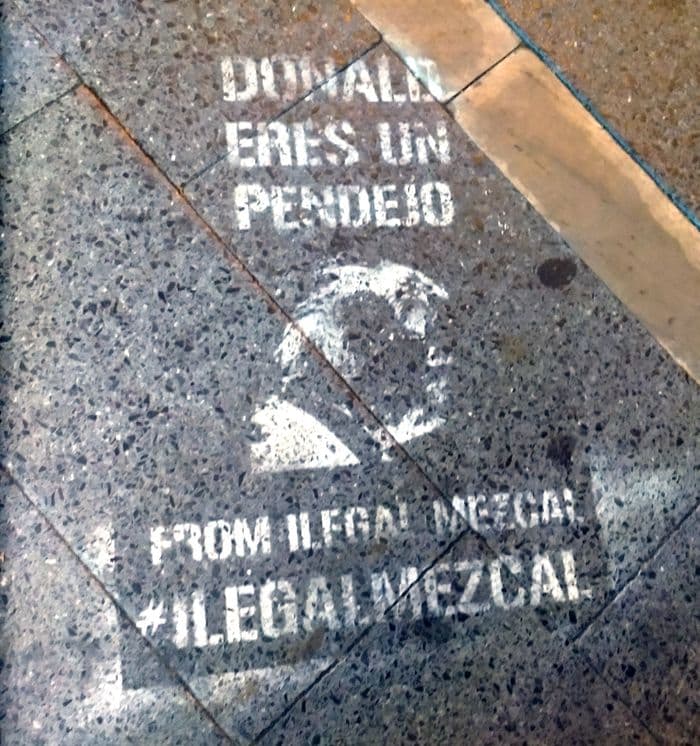 DONALD
ERES UN
PENDEJO
FROM ILEGAL MEZCAL
#ILEGALMEZCAL